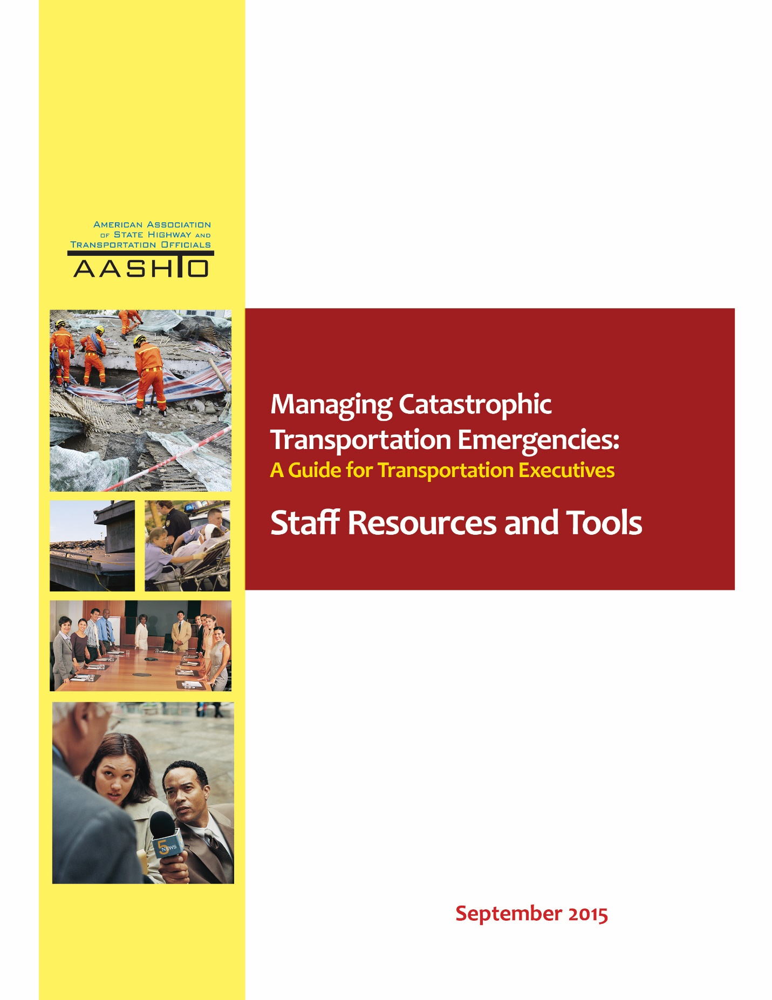 American Association
of State Highway and
Transportation Officials
AASHTO
Managing Catastrophic
Transportation Emergencies:
A Guide for Transportation Executives
Staff Resources and Tools
5
NEWS
September 2015